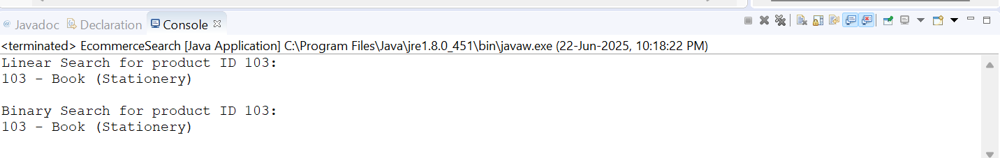 @ Javadoc Declaration Console
<terminated> EcommerceSearch [Java Application] C:\Program Files\Java\jre1.8.0_451\bin\javaw.exe (22-Jun-2025, 10:18:22 PM)
Linear Search for product ID 103:
103 - Book (Stationery)
Binary Search for product ID 103:
103 - Book (Stationery)